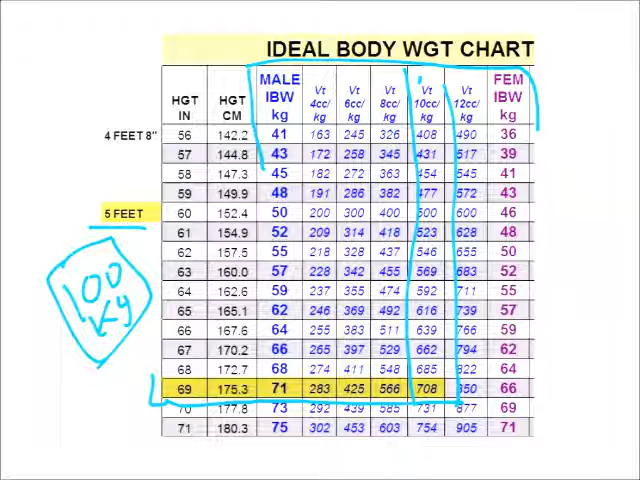 IDEAL BODY WGT CHART
HGT IN HGT CM MALE IBW kg Vt 4cc/ kg Vt 6cc/ kg Vt 8cc/ kg Vt 10cc/ kg Vt 12cc/ kg FEM IBW kg
4 FEET 8" 56 142.2 41 163 245 326 408 490 36
57 144.8 43 172 258 345 431 517 39
58 147.3 45 182 272 363 454 545 41
59 149.9 48 191 286 382 477 572 43
5 FEET 60 152.4 50 200 300 400 500 600 46
61 154.9 52 209 314 418 523 628 48
62 157.5 55 218 328 437 546 655 50
63 160.0 57 228 342 455 569 683 52
64 162.6 59 237 355 474 592 711 55
65 165.1 62 246 369 492 616 739 57
66 167.6 64 255 383 511 639 766 59
67 170.2 66 265 397 529 662 794 62
68 172.7 68 274 411 548 685 822 64
69 175.3 71 283 425 566 708 850 66
70 177.8 73 292 439 585 731 877 69
71 180.3 75 302 453 603 754 905 71
100
Kg